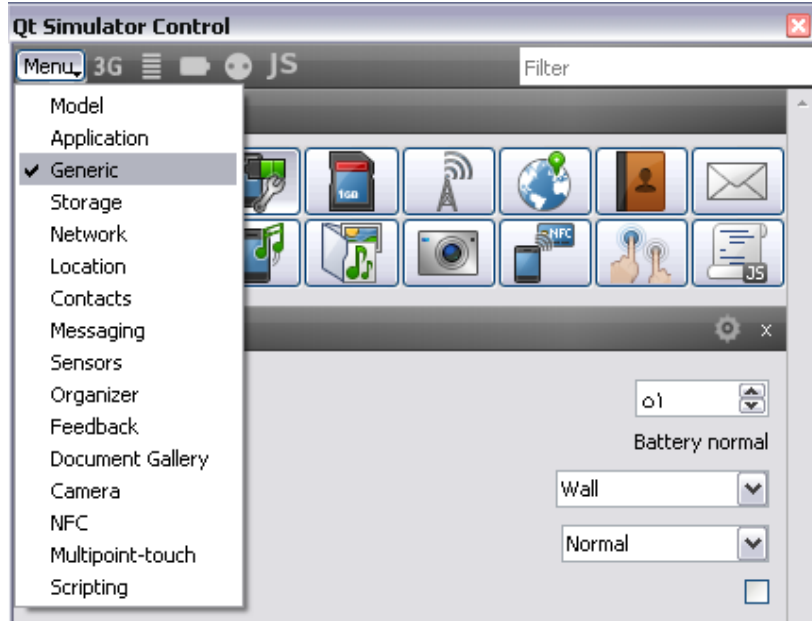 Qt Simulator Control
Menu 3G JS Filter
Model
Application
Generic
Storage
Network
Location
Contacts
Messaging
Sensors
Organizer
Feedback
Document Gallery
Camera
NFC
Multipoint-touch
Scripting
1GB
NFC
JS
x
٥١
Battery normal
Wall
Normal